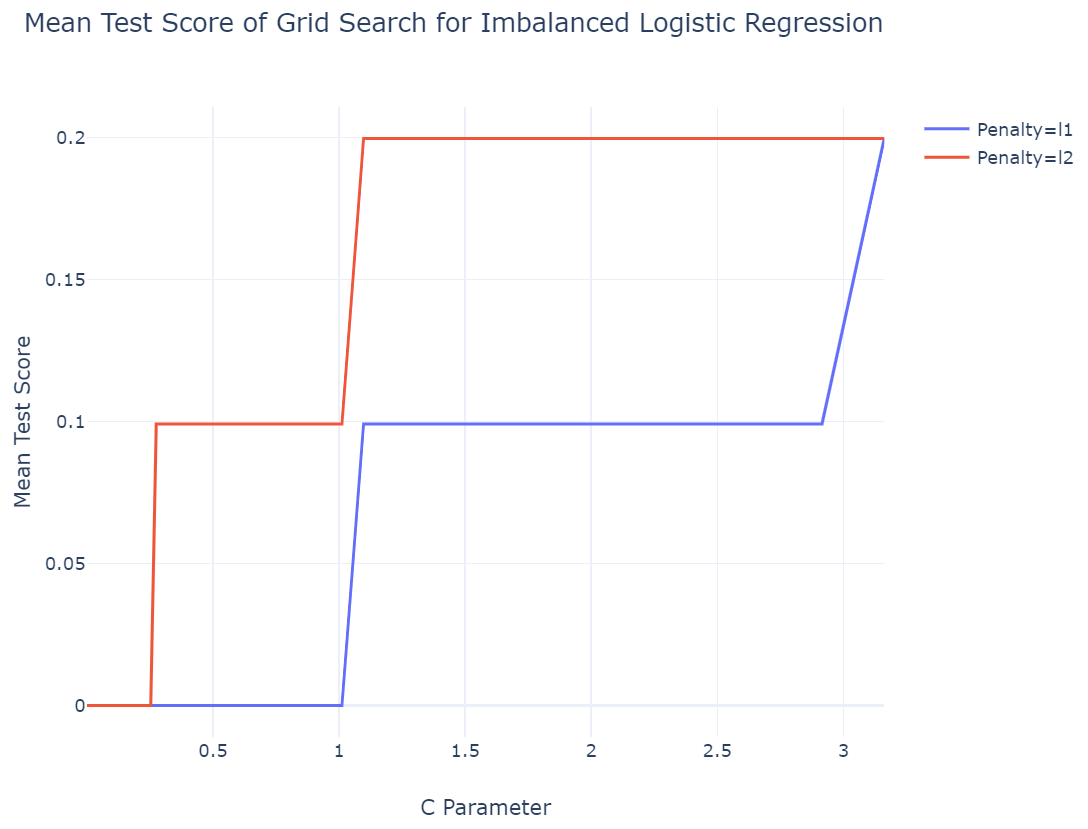 Mean Test Score of Grid Search for Imbalanced Logistic Regression
Penalty=l1
Penalty=l2
0.2
0.15
0.1
0.05
0
Mean Test Score
0.5
1
1.5
2
2.5
3
C Parameter